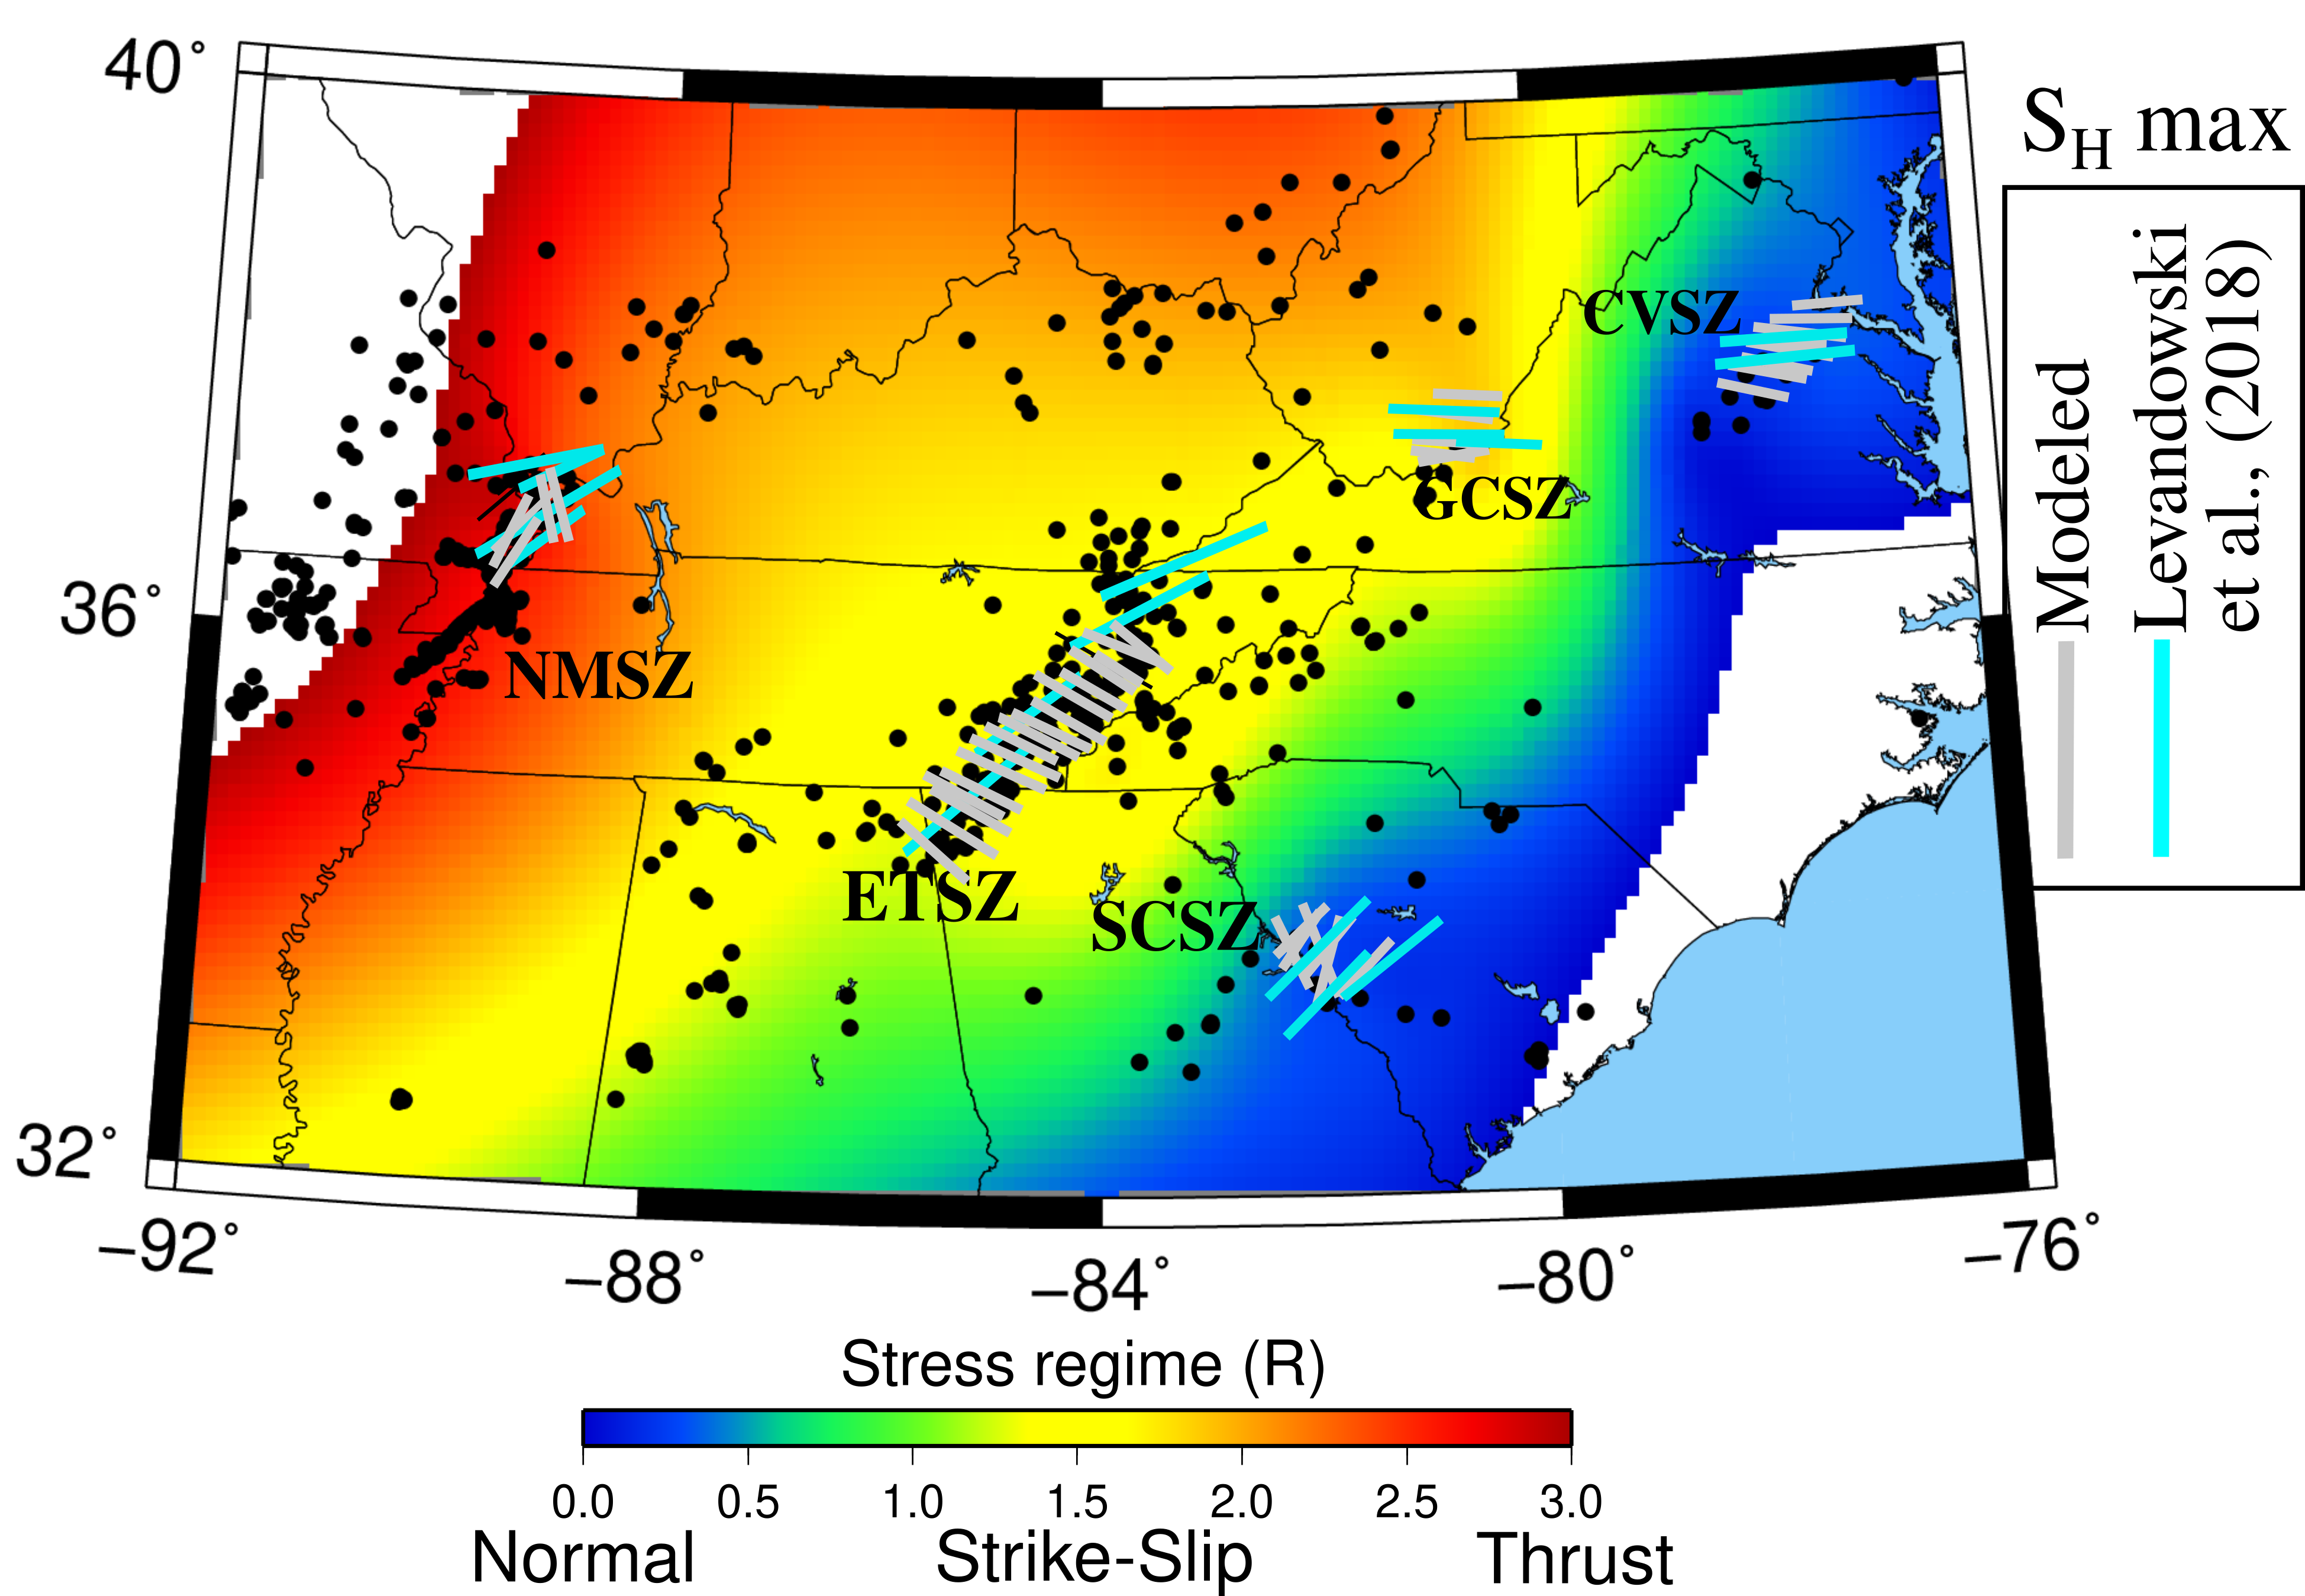 40°
36°
32°
−92°
−88°
−84°
−80°
−76°
NMSZ
ETSZ
SCSZ
GCSZ
CVSZ
SH max
Modeled
Levandowski
et al., (2018)
Stress regime (R)
0.0 0.5 1.0 1.5 2.0 2.5 3.0
Normal Strike-Slip Thrust